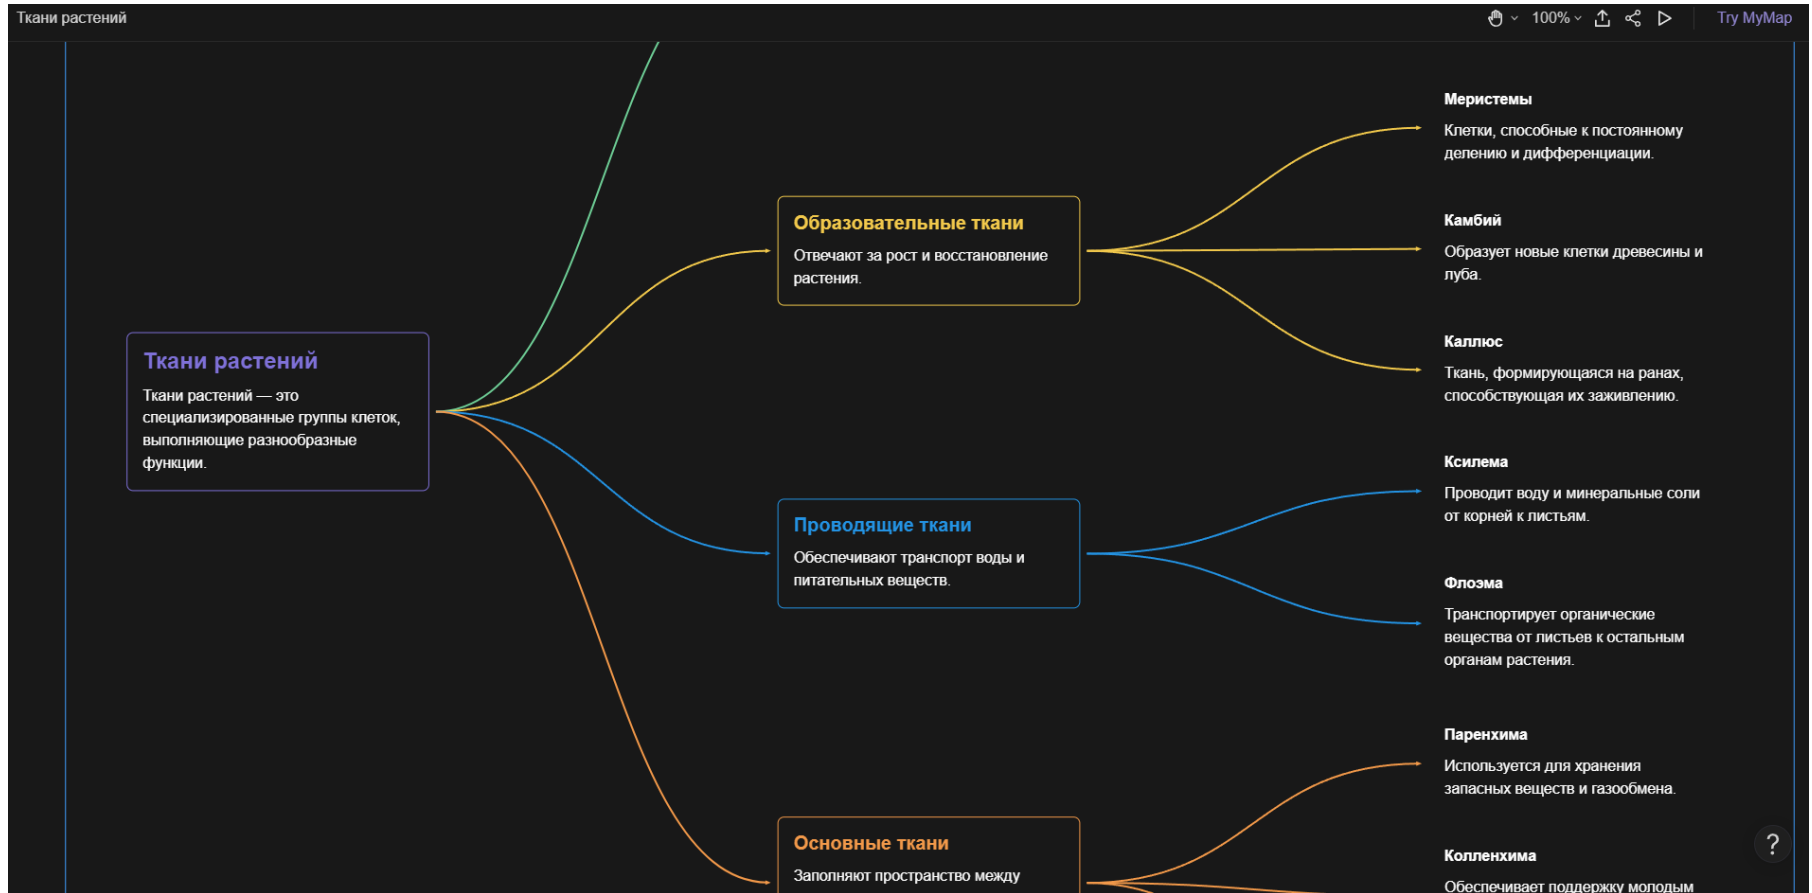 Ткани растений
100%
Try MyMap
Ткани растений
Ткани растений — это
специализированные группы клеток,
выполняющие разнообразные
функции.
Образовательные ткани
Отвечают за рост и восстановление
растения.
Меристемы
Клетки, способные к постоянному
делению и дифференциации.
Камбий
Образует новые клетки древесины и
луба.
Каллюс
Ткань, формирующаяся на ранах,
способствующая их заживлению.
Проводящие ткани
Обеспечивают транспорт воды и
питательных веществ.
Ксилема
Проводит воду и минеральные соли
от корней к листьям.
Флоэма
Транспортирует органические
вещества от листьев к остальным
органам растения.
Основные ткани
Заполняют пространство между
Паренхима
Используется для хранения
запасных веществ и газообмена.
Колленхима
Обеспечивает поддержку молодым
?